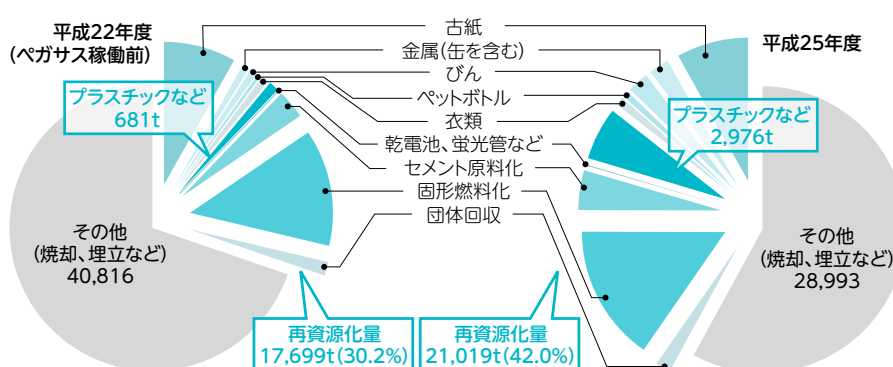 平成22年度
(ペガサス稼働前)
プラスチックなど
681t
その他
(焼却、埋立など)
40,816
再資源化量
17,699t(30.2%)
古紙
金属(缶を含む)
びん
ペットボトル
衣類
乾電池、蛍光管など
セメント原料化
固形燃料化
団体回収
平成25年度
プラスチックなど
2,976t
その他
(焼却、埋立など)
28,993
再資源化量
21,019t(42.0%)